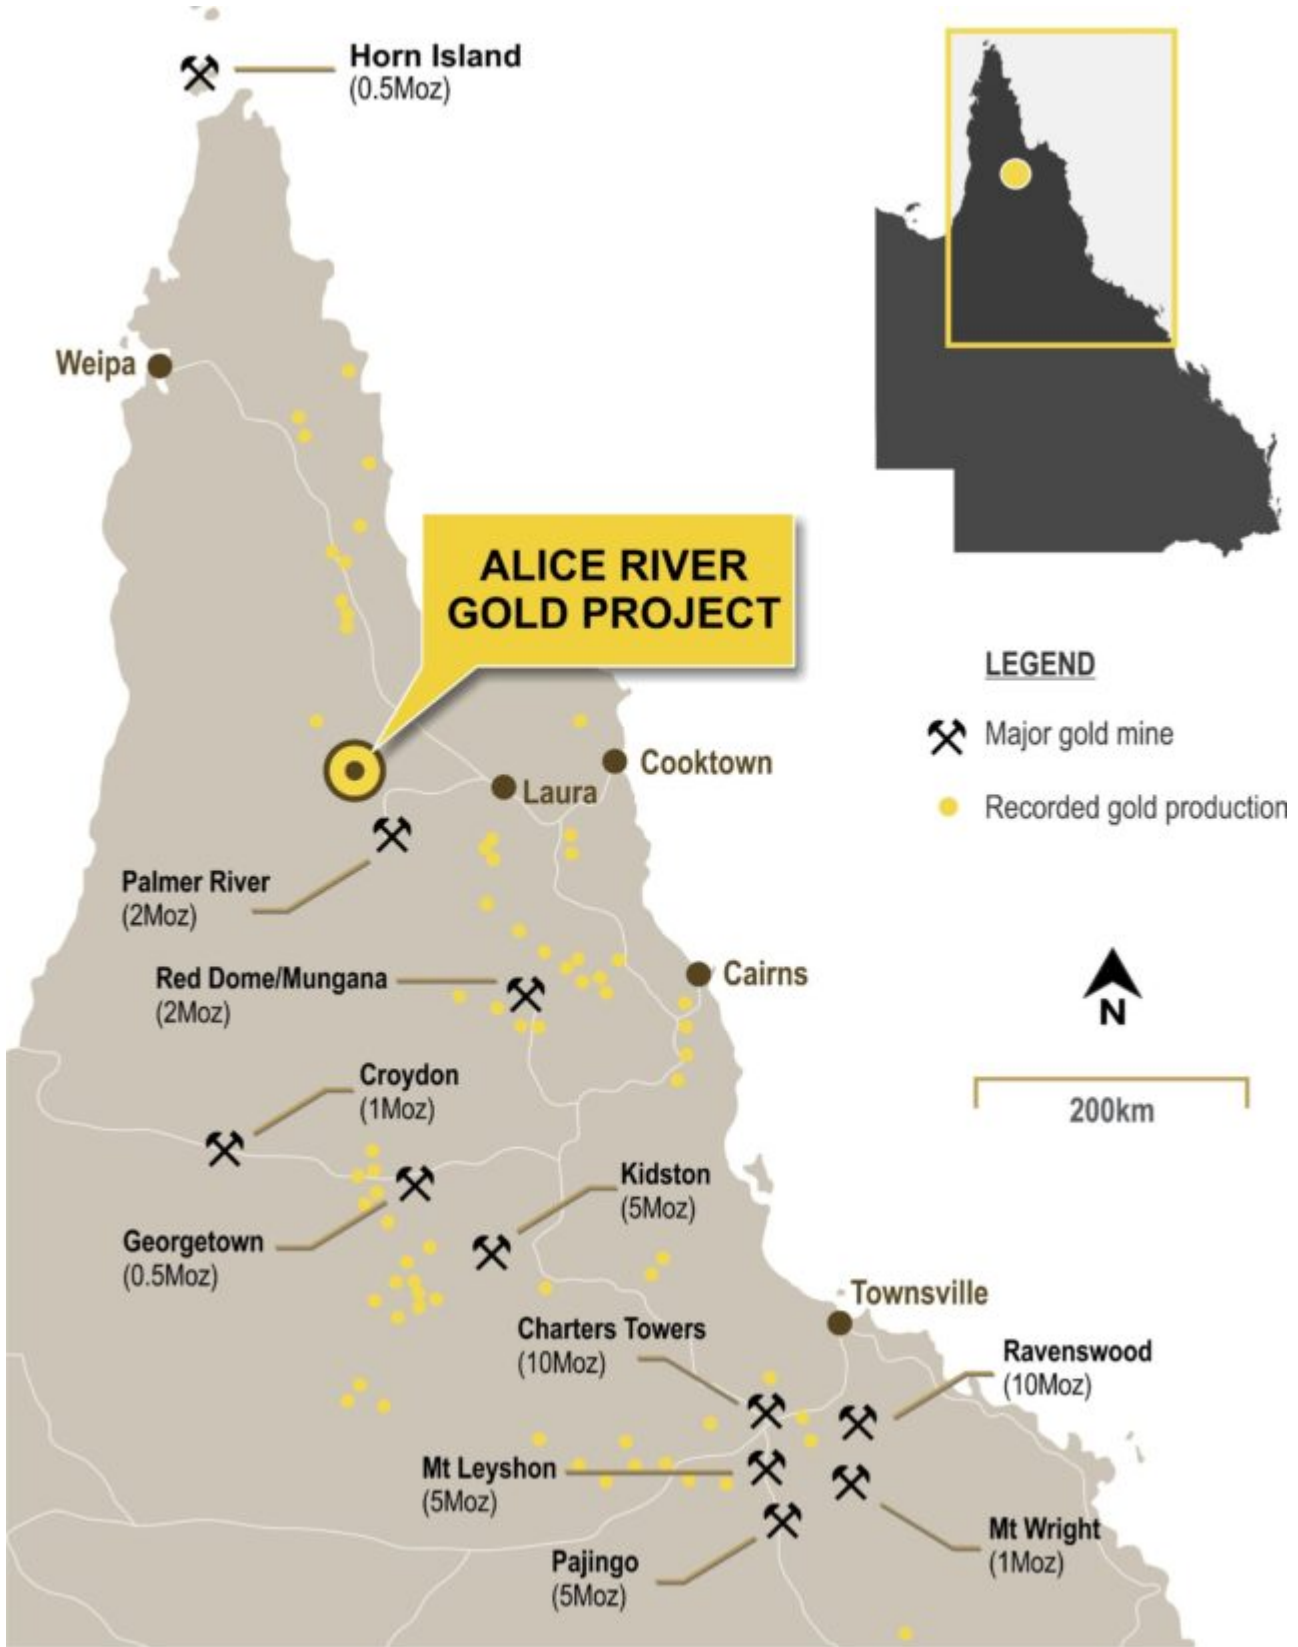 Horn Island
(0.5Moz)
Weipa
ALICE RIVER
GOLD PROJECT
LEGEND
Major gold mine
Recorded gold production
Cooktown
Laura
Palmer River
(2Moz)
Red Dome/Mungana
(2Moz)
Cairns
N
200km
Croydon
(1Moz)
Kidston
(5Moz)
Georgetown
(0.5Moz)
Townsville
Charters Towers
(10Moz)
Ravenswood
(10Moz)
Mt Leyshon
(5Moz)
Mt Wright
(1Moz)
Pajingo
(5Moz)